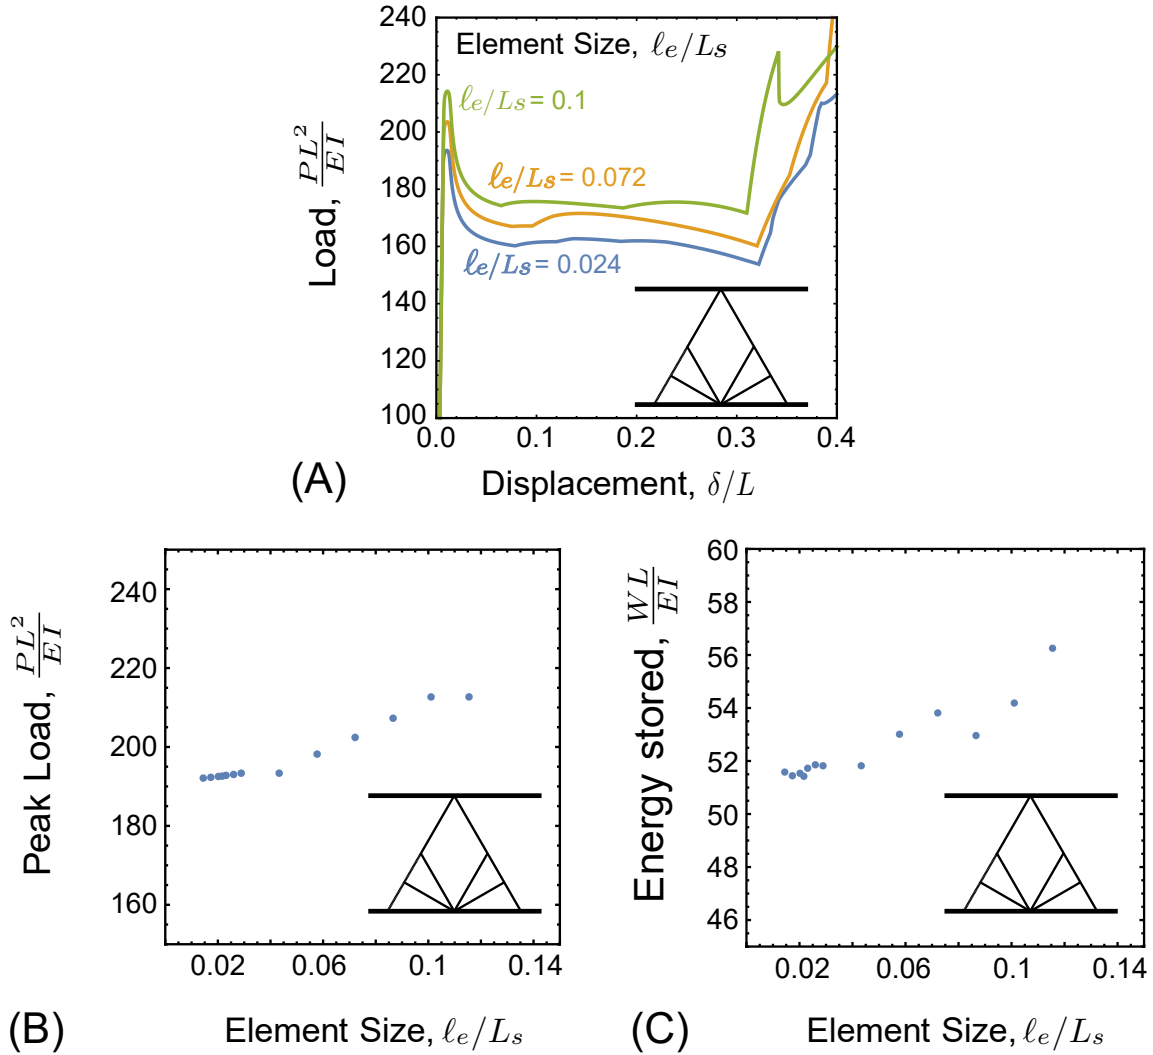 240
220
200
180
160
140
120
100
Load, PL²/EI
Element Size, ℓe/Ls
ℓe/Ls = 0.1
ℓe/Ls = 0.072
ℓe/Ls = 0.024
0.0 0.1 0.2 0.3 0.4
(A) Displacement, δ/L
240
220
200
180
160
Peak Load, PL²/EI
0.02 0.06 0.1 0.14
(B) Element Size, ℓe/Ls
60
58
56
54
52
50
48
46
Energy stored, WL/EI
0.02 0.06 0.1 0.14
(C) Element Size, ℓe/Ls